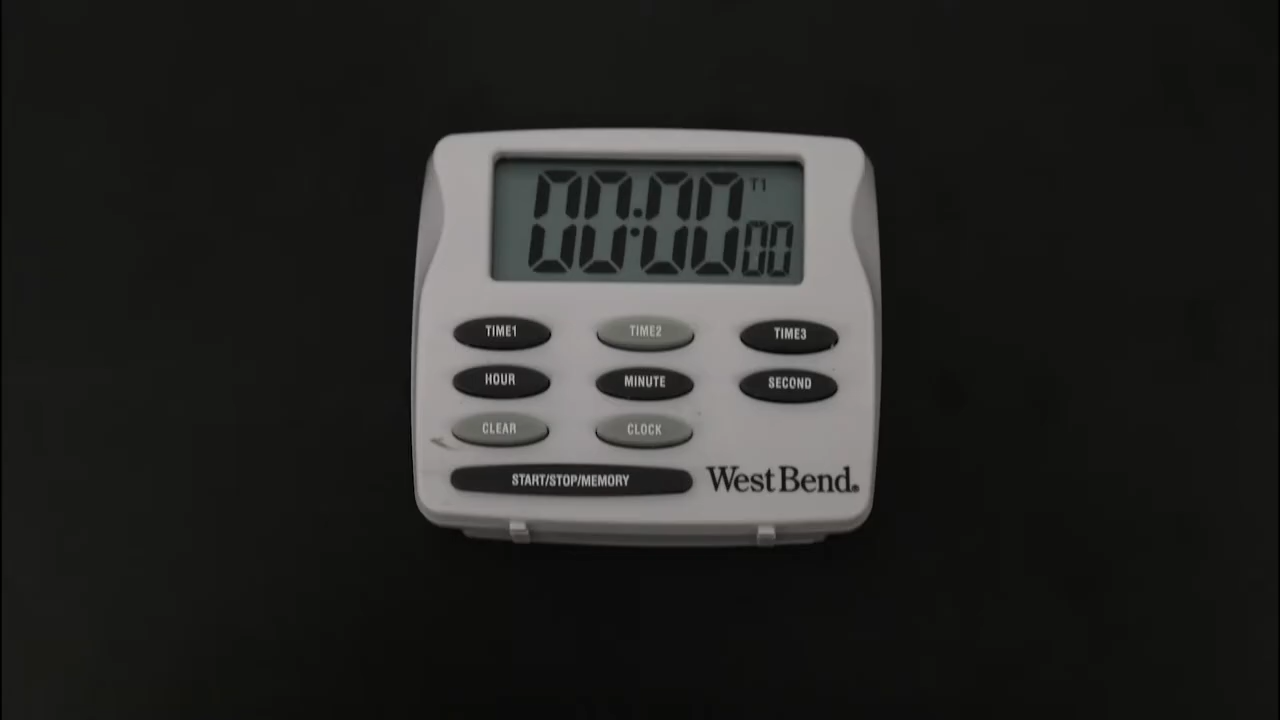 T1
00:00 00
TIME1 TIME2 TIME3
HOUR MINUTE SECOND
CLEAR CLOCK
START/STOP/MEMORY West Bend®